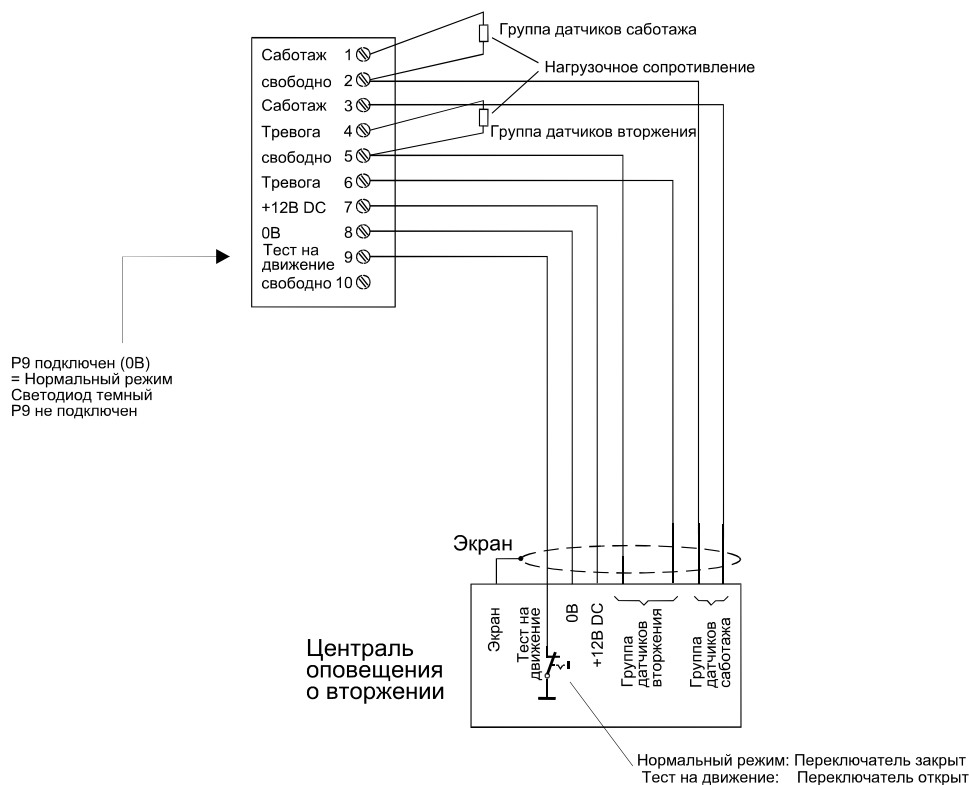 Группа датчиков саботажа
Саботаж 1
свободно 2
Нагрузочное сопротивление
Саботаж 3
Тревога 4
Группа датчиков вторжения
свободно 5
Тревога 6
+12В DC 7
0В 8
Тест на
движение 9
свободно 10
P9 подключен (0В)
= Нормальный режим
Светодиод темный
P9 не подключен
Экран
Экран
Тест на
движение
0В
+12В DC
Группа
датчиков
вторжения
Группа
датчиков
саботажа
Централь
оповещения
о вторжении
Нормальный режим: Переключатель закрыт
Тест на движение: Переключатель открыт